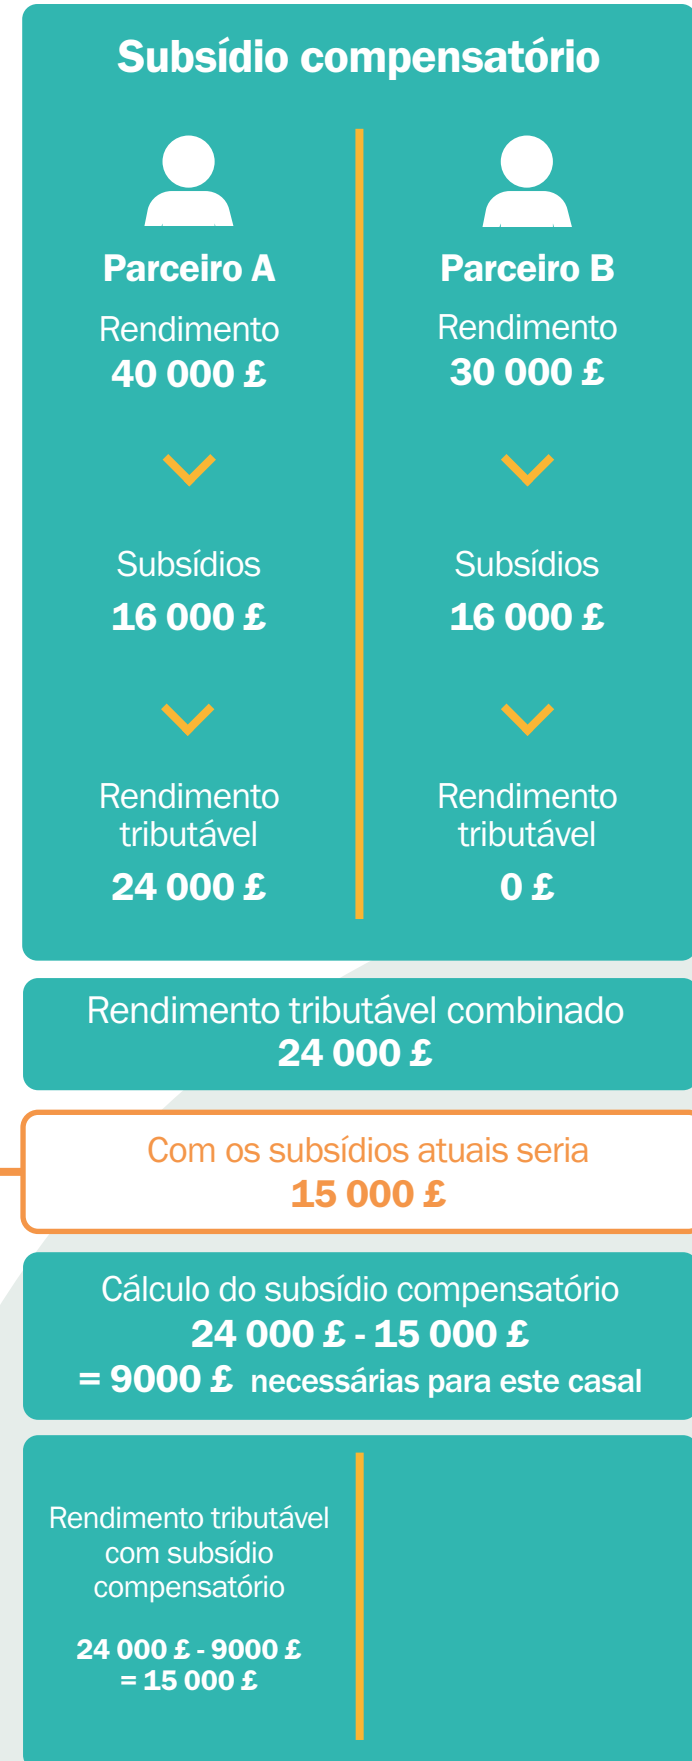 Subsídio compensatório
Parceiro A
Rendimento
40 000 £
Subsídios
16 000 £
Rendimento
tributável
24 000 £
Parceiro B
Rendimento
30 000 £
Subsídios
16 000 £
Rendimento
tributável
0 £
Rendimento tributável combinado
24 000 £
Com os subsídios atuais seria
15 000 £
Cálculo do subsídio compensatório
24 000 £ - 15 000 £
= 9000 £ necessárias para este casal
Rendimento tributável
com subsídio
compensatório
24 000 £ - 9000 £
= 15 000 £